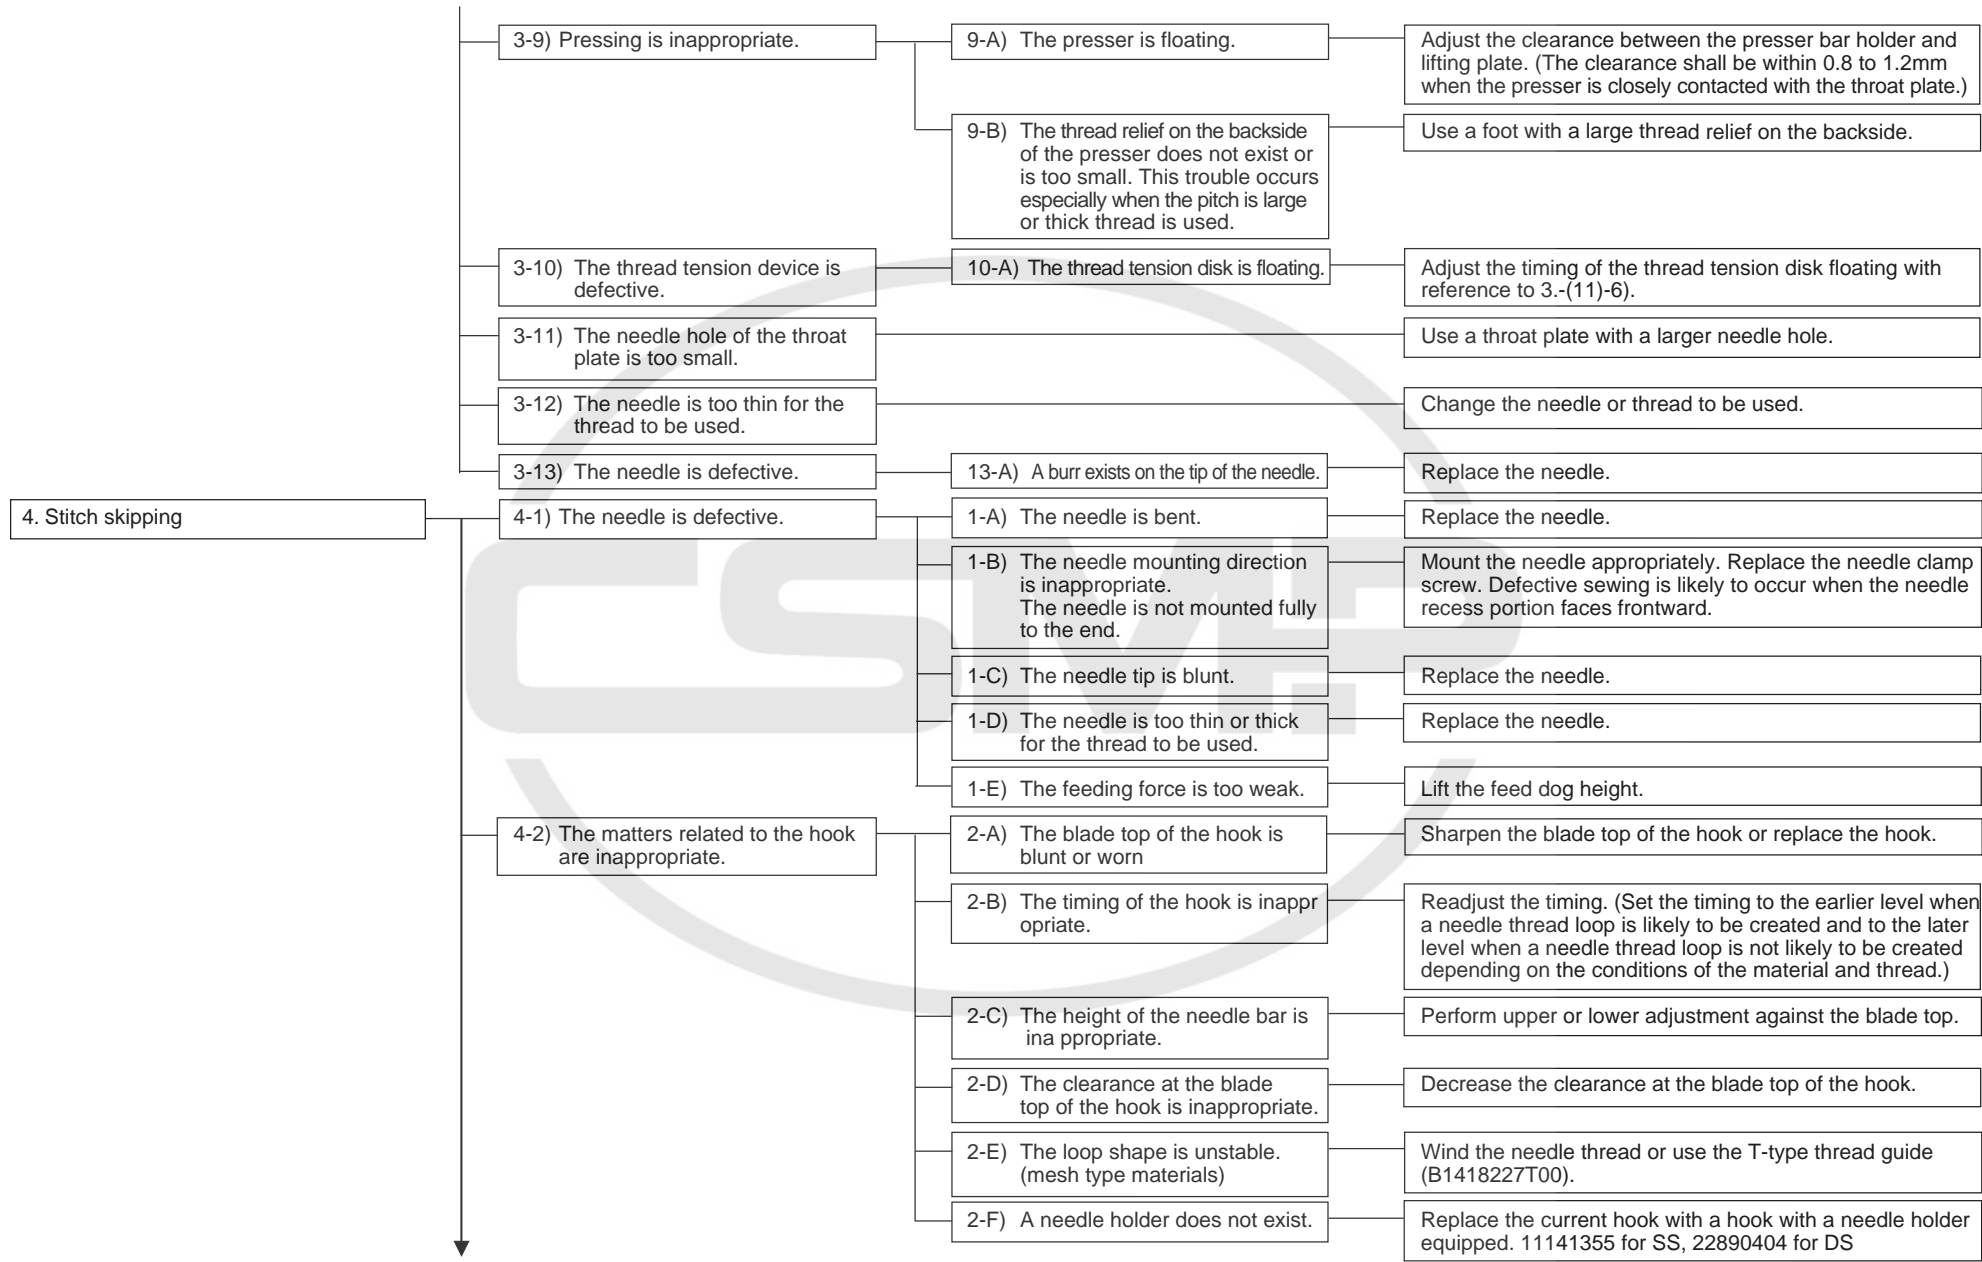 3-9) Pressing is inappropriate.
9-A) The presser is floating.
Adjust the clearance between the presser bar holder and
lifting plate. (The clearance shall be within 0.8 to 1.2mm
when the presser is closely contacted with the throat plate.)
9-B) The thread relief on the backside
of the presser does not exist or
is too small. This trouble occurs
especially when the pitch is large
or thick thread is used.
Use a foot with a large thread relief on the backside.
3-10) The thread tension device is
defective.
10-A) The thread tension disk is floating.
Adjust the timing of the thread tension disk floating with
reference to 3.-(11)-6).
3-11) The needle hole of the throat
plate is too small.
Use a throat plate with a larger needle hole.
3-12) The needle is too thin for the
thread to be used.
Change the needle or thread to be used.
3-13) The needle is defective.
13-A) A burr exists on the tip of the needle.
Replace the needle.
4. Stitch skipping
4-1) The needle is defective.
1-A) The needle is bent.
Replace the needle.
1-B) The needle mounting direction
is inappropriate.
The needle is not mounted fully
to the end.
Mount the needle appropriately. Replace the needle clamp
screw. Defective sewing is likely to occur when the needle
recess portion faces frontward.
1-C) The needle tip is blunt.
Replace the needle.
1-D) The needle is too thin or thick
for the thread to be used.
Replace the needle.
1-E) The feeding force is too weak.
Lift the feed dog height.
4-2) The matters related to the hook
are inappropriate.
2-A) The blade top of the hook is
blunt or worn
Sharpen the blade top of the hook or replace the hook.
2-B) The timing of the hook is inappr
opriate.
Readjust the timing. (Set the timing to the earlier level when
a needle thread loop is likely to be created and to the later
level when a needle thread loop is not likely to be created
depending on the conditions of the material and thread.)
2-C) The height of the needle bar is
ina ppropriate.
Perform upper or lower adjustment against the blade top.
2-D) The clearance at the blade
top of the hook is inappropriate.
Decrease the clearance at the blade top of the hook.
2-E) The loop shape is unstable.
(mesh type materials)
Wind the needle thread or use the T-type thread guide
(B1418227T00).
2-F) A needle holder does not exist.
Replace the current hook with a hook with a needle holder
equipped. 11141355 for SS, 22890404 for DS
CSMP